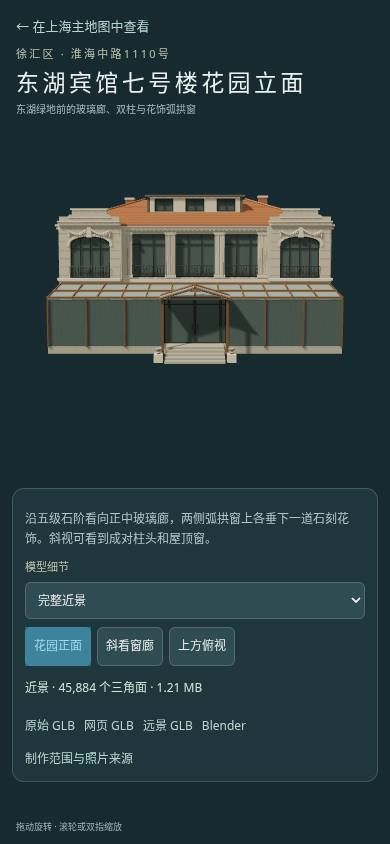 ← 在上海主地图中查看
徐汇区 · 淮海中路1110号
东湖宾馆七号楼花园立面
东湖绿地前的玻璃廊、双柱与花饰弧拱窗
沿五级石阶看向正中玻璃廊，两侧弧拱窗上各垂下一道石刻花
饰。斜视可看到成对柱头和屋顶窗。
模型细节
完整近景
花园正面 斜看窗廊 上方俯视
近景 · 45,884 个三角面 · 1.21 MB
原始 GLB 网页 GLB 远景 GLB Blender
制作范围与照片来源
拖动旋转 · 滚轮或双指缩放